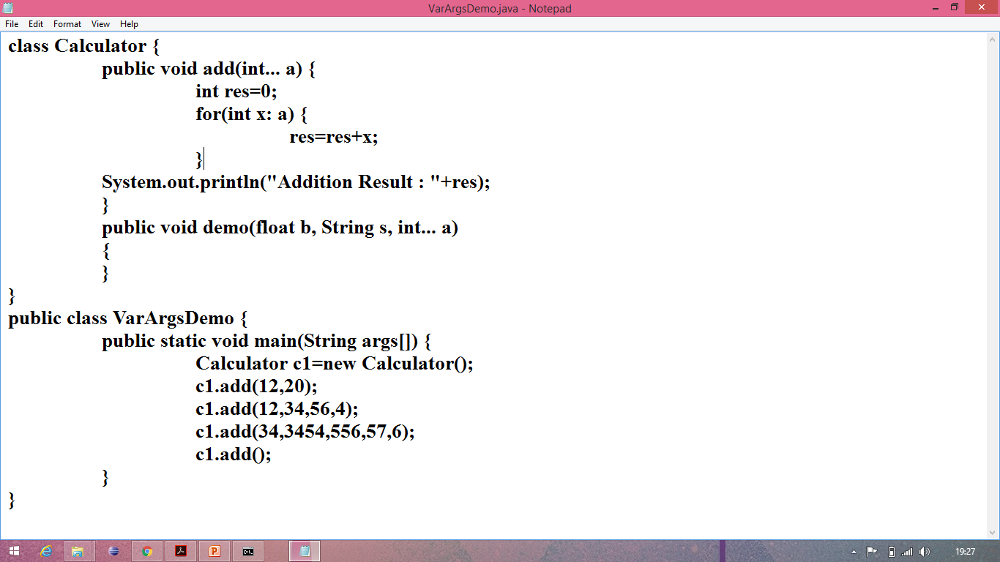 VarArgsDemo.java - Notepad
File Edit Format View Help
class Calculator {
public void add(int... a) {
int res=0;
for(int x: a) {
res=res+x;
}
System.out.println("Addition Result : "+res);
}
public void demo(float b, String s, int... a)
{
}
}
public class VarArgsDemo {
public static void main(String args[]) {
Calculator c1=new Calculator();
c1.add(12,20);
c1.add(12,34,56,4);
c1.add(34,3454,556,57,6);
c1.add();
}
}
19:27